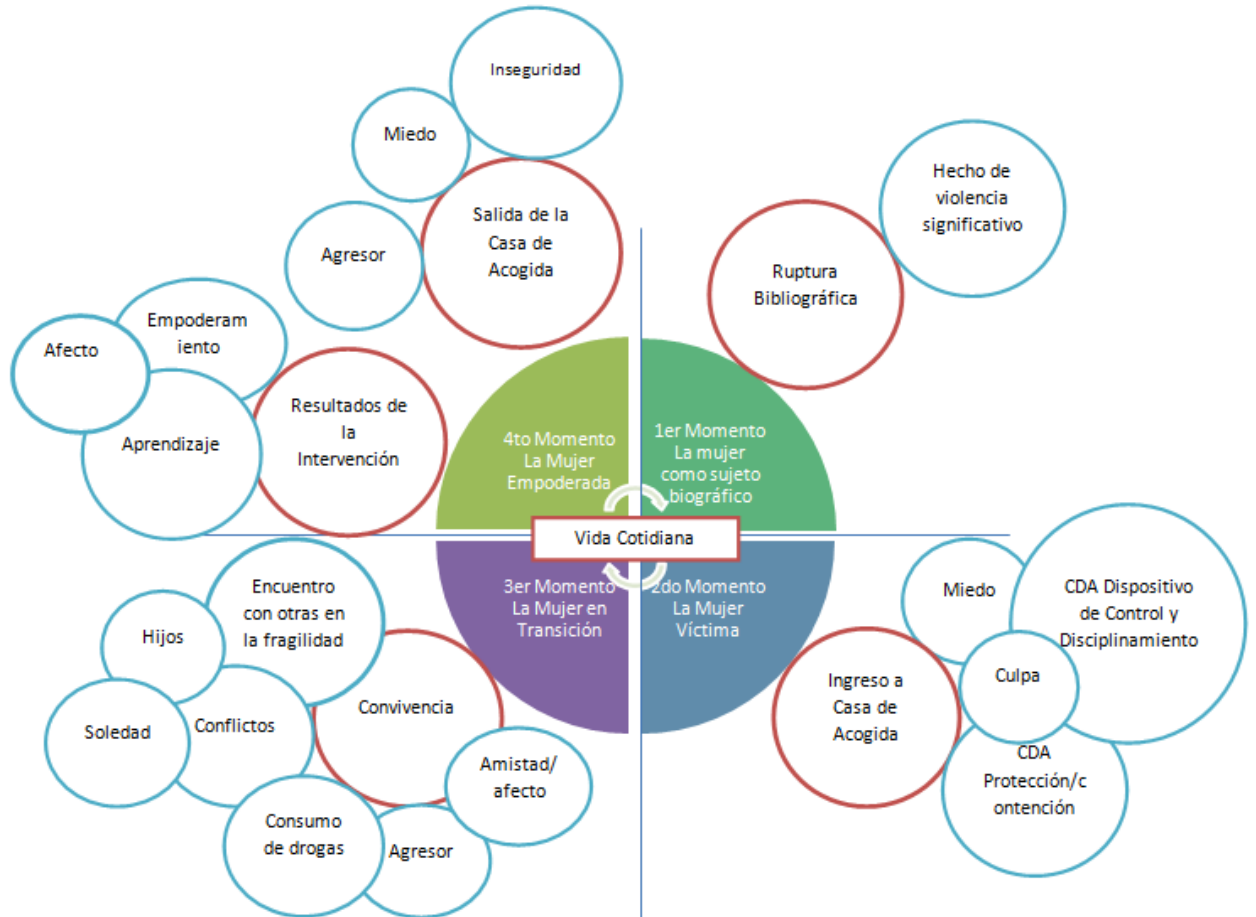 Inseguridad
Miedo
Salida de la
Casa de
Acogida
Agresor
Empoderam
iento
Afecto
Aprendizaje
Resultados de
la
Intervención
Hecho de
violencia
significativo
Ruptura
Bibliográfica
4to Momento
La Mujer
Empoderada
1er Momento
La mujer
como sujeto
biográfico
Vida Cotidiana
3er Momento
La Mujer en
Transición
2do Momento
La Mujer
Víctima
Encuentro
con otras en
la fragilidad
Hijos
Soledad
Conflictos
Convivencia
Amistad/
afecto
Consumo
de drogas
Agresor
Miedo
CDA Dispositivo
de Control y
Disciplinamiento
Culpa
Ingreso a
Casa de
Acogida
CDA
Protección/c
ontención